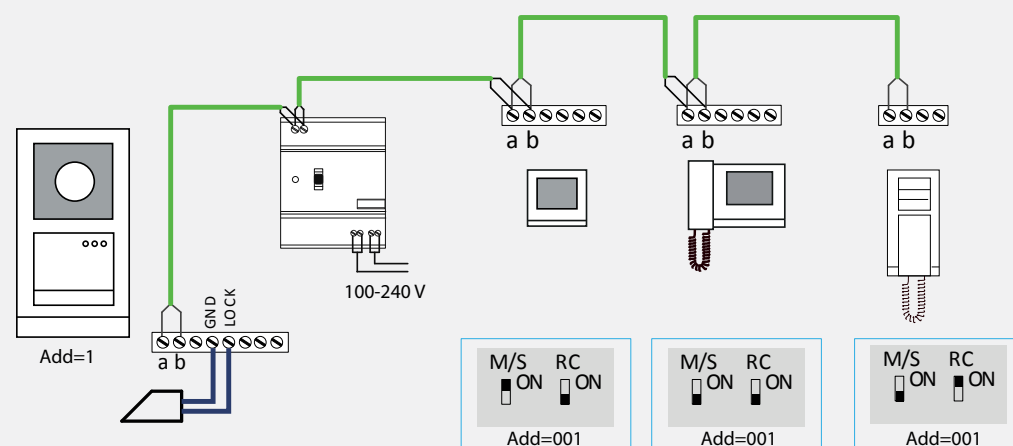 a b
a b
a b
100-240 V
GND
LOCK
a b
Add=1
M/S RC
ON ON
Add=001
M/S RC
ON ON
Add=001
M/S RC
ON ON
Add=001